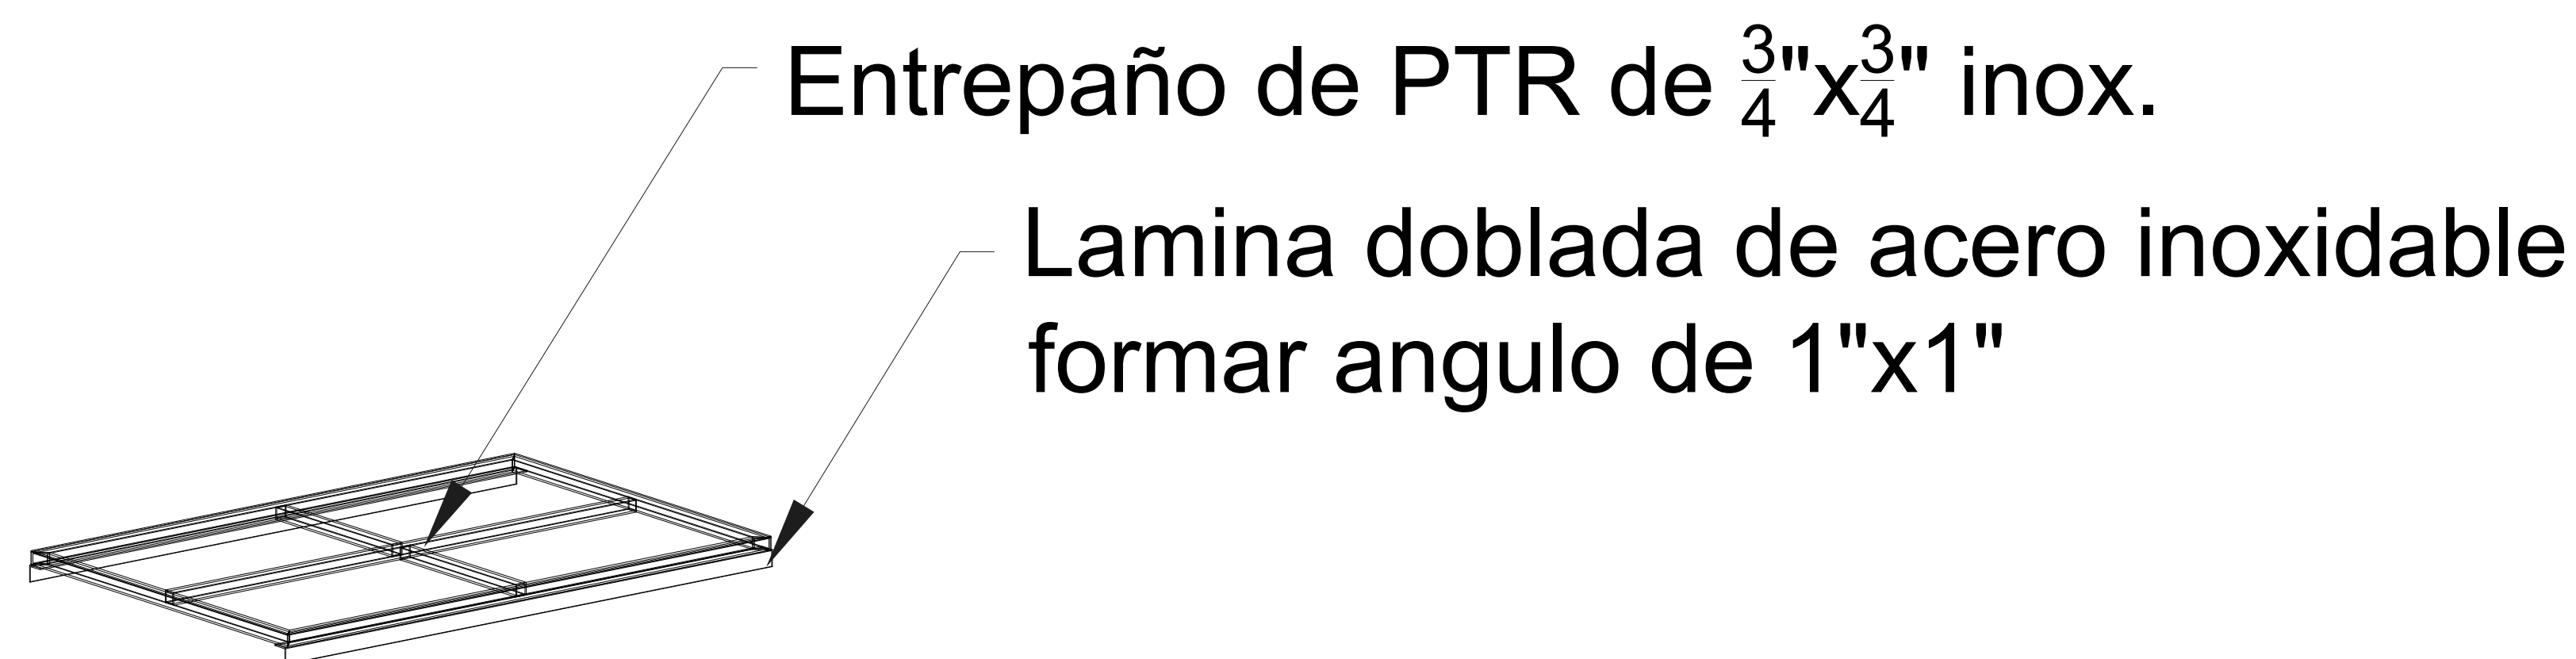 Entrepaño de PTR de 3/4"x3/4" inox.
Lamina doblada de acero inoxidable
formar angulo de 1"x1"